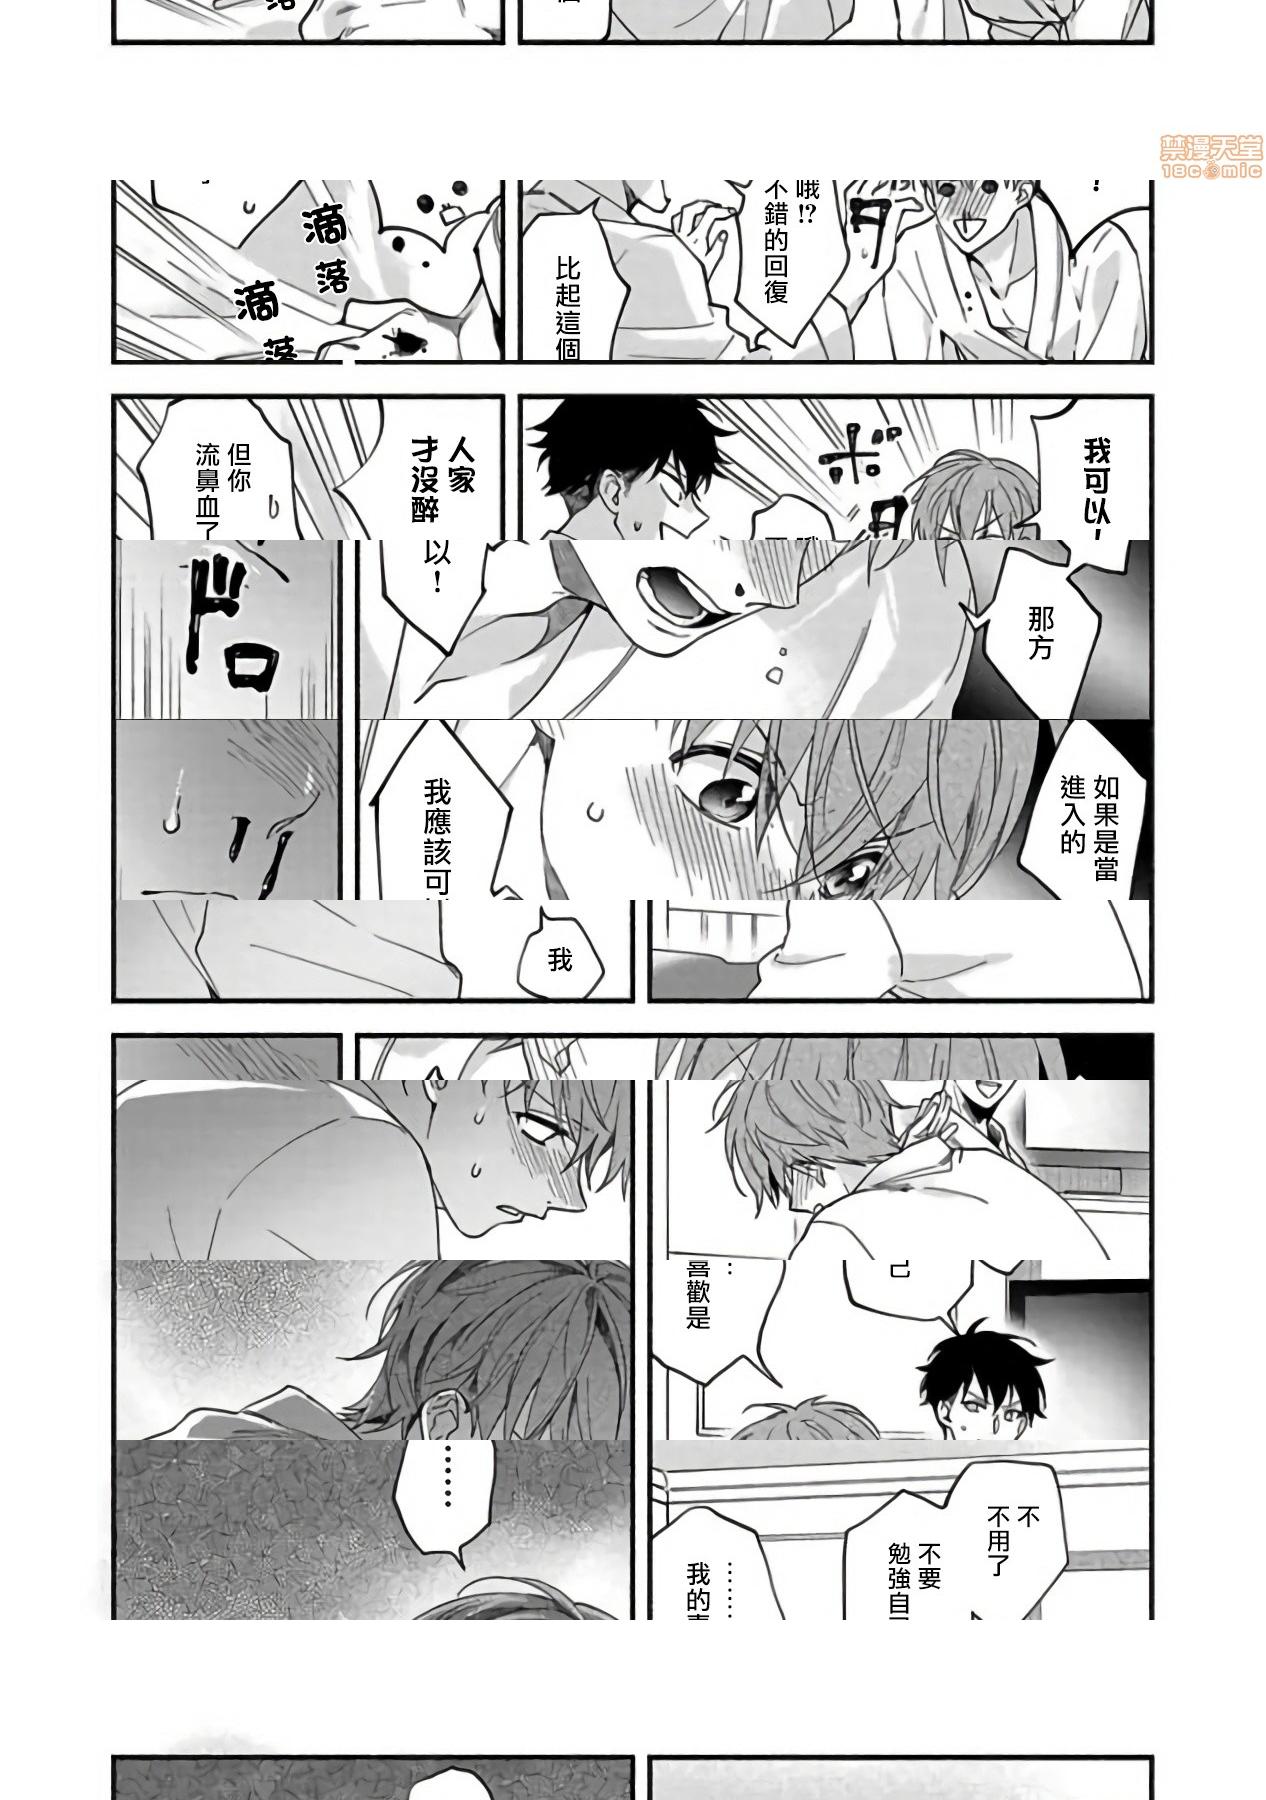 禁漫天堂
18comic
哦!?
不錯的回復
比起這個
滴
落
滴
落
我可以！
人家
才沒醉
但你
流鼻血了
那方
如果是當
進入的
我應該可以！
我
不
不用了
不要
勉強自己
………
我的喜歡是
………